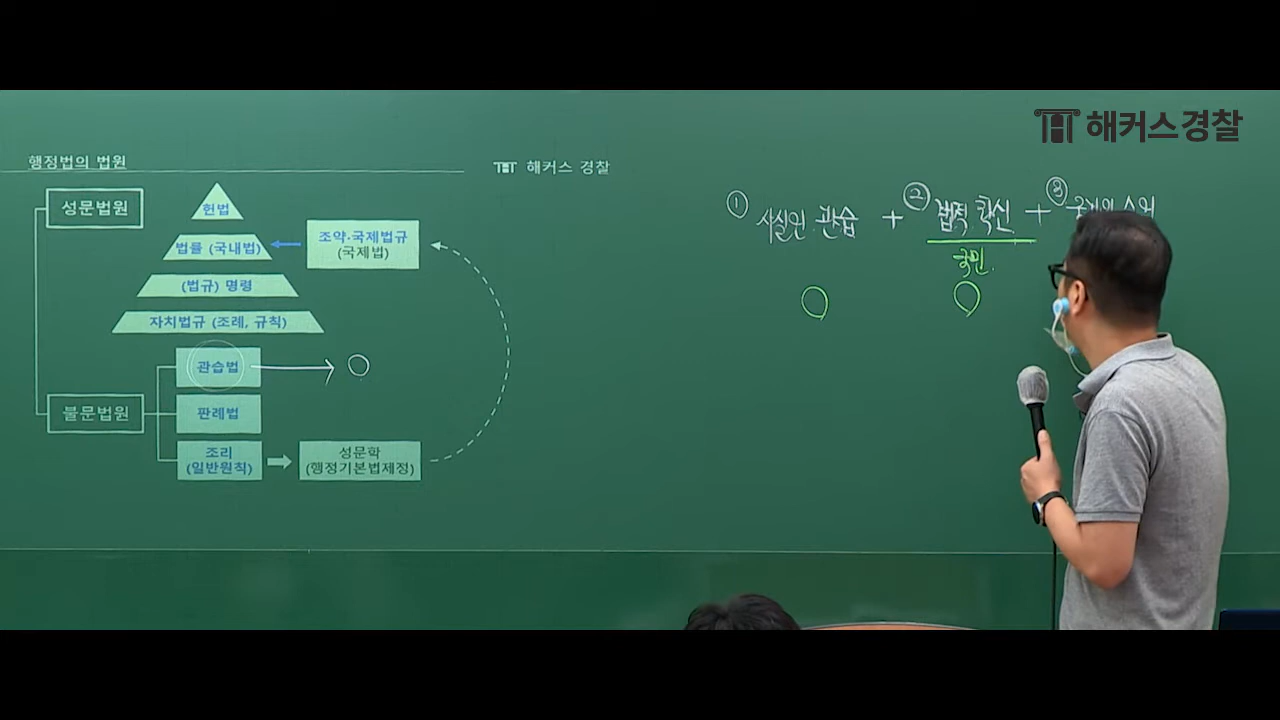 해커스경찰
행정법의 법원
해커스 경찰
성문법원
헌법
법률 (국내법)
조약·국제법규
(국제법)
(법규) 명령
자치법규 (조례, 규칙)
관습법
불문법원
판례법
조리
(일반원칙)
성문학
(행정기본법제정)
① 사실인 관습 + ② 법적 확신 + ③
국민.